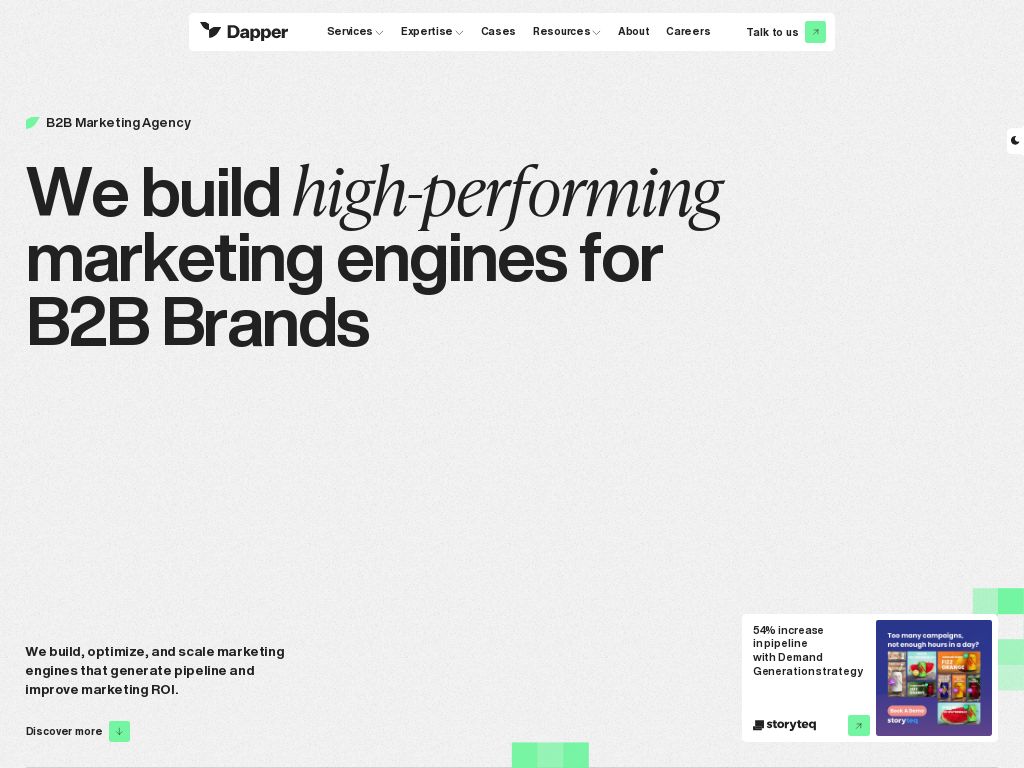 Dapper
Services
Expertise
Cases
Resources
About
Careers
Talk to us
B2B Marketing Agency
We build high-performing
marketing engines for
B2B Brands
We build, optimize, and scale marketing
engines that generate pipeline and
improve marketing ROI.
Discover more
54% increase
in pipeline
with Demand
Generation strategy
storyteq
Too many campaigns,
not enough hours in a day?
FIZZ
ORANGE
Book A Demo
storyteq